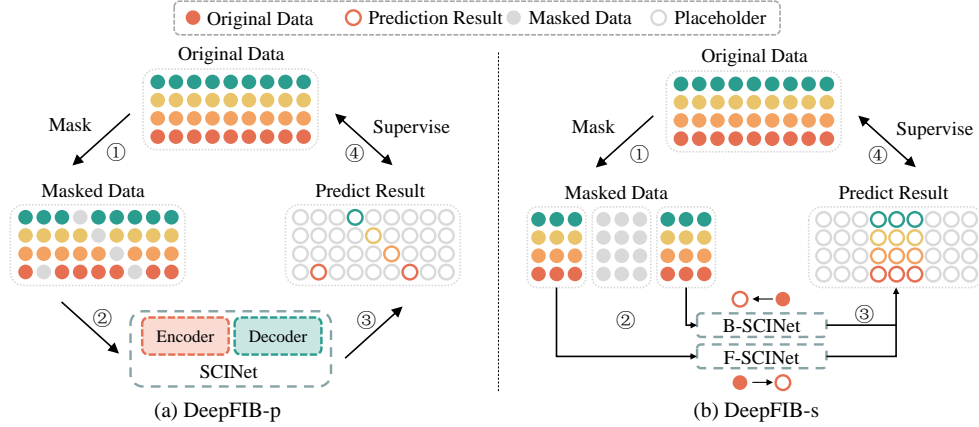 Original Data Prediction Result Masked Data Placeholder
Original Data
Mask
①
Supervise
④
Masked Data
Predict Result
②
③
Encoder
Decoder
SCINet
(a) DeepFIB-p
Original Data
Mask
①
Supervise
④
Masked Data
Predict Result
②
③
B-SCINet
F-SCINet
(b) DeepFIB-s